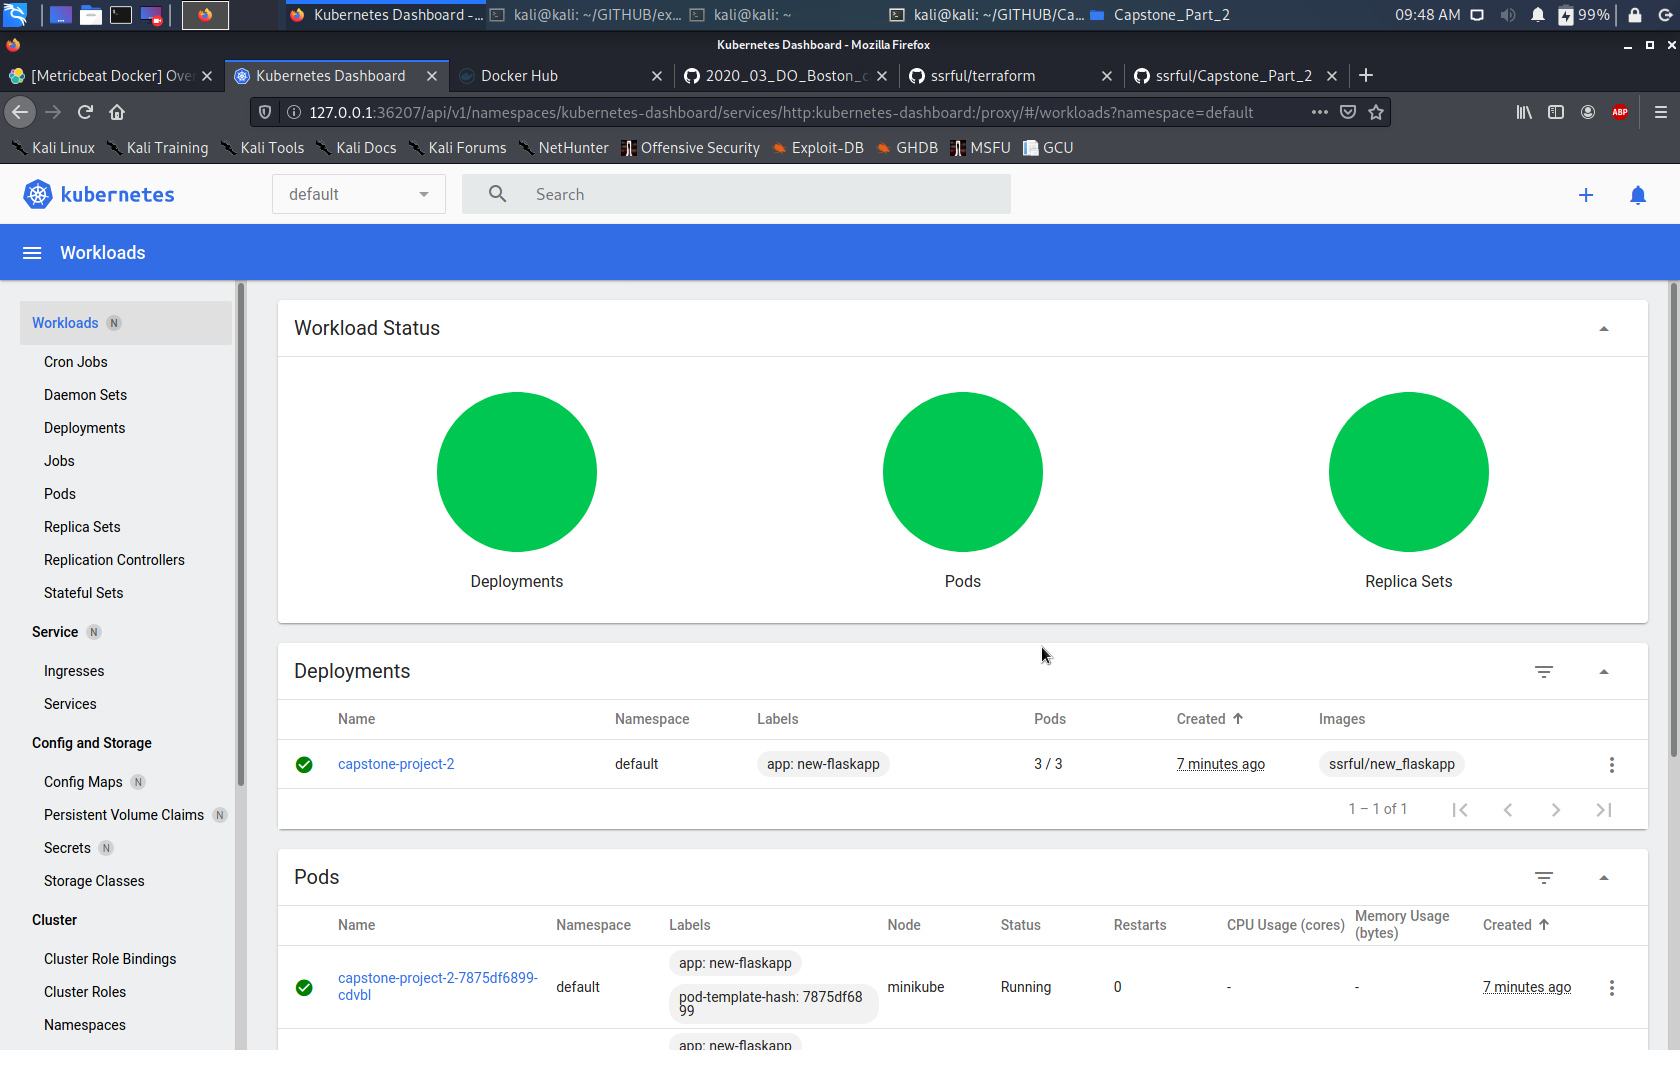 Kubernetes Dashboard -...
kali@kali: ~/GITHUB/ex...
kali@kali: ~
kali@kali: ~/GITHUB/Ca...
Capstone_Part_2
09:48 AM
99%
Kubernetes Dashboard - Mozilla Firefox
[Metricbeat Docker] Ove
Kubernetes Dashboard
Docker Hub
2020_03_DO_Boston_c
ssrful/terraform
ssrful/Capstone_Part_2
127.0.0.1:36207/api/v1/namespaces/kubernetes-dashboard/services/http:kubernetes-dashboard:/proxy/#/workloads?namespace=default
ABP
Kali Linux
Kali Training
Kali Tools
Kali Docs
Kali Forums
NetHunter
Offensive Security
Exploit-DB
GHDB
MSFU
GCU
kubernetes
default
Search
Workloads
Workloads N
Cron Jobs
Daemon Sets
Deployments
Jobs
Pods
Replica Sets
Replication Controllers
Stateful Sets
Service N
Ingresses
Services
Config and Storage
Config Maps N
Persistent Volume Claims N
Secrets N
Storage Classes
Cluster
Cluster Role Bindings
Cluster Roles
Namespaces
Workload Status
Deployments
Pods
Replica Sets
Deployments
Name Namespace Labels Pods Created Images
capstone-project-2 default app: new-flaskapp 3 / 3 7 minutes ago ssrful/new_flaskapp
1 – 1 of 1
Pods
Name Namespace Labels Node Status Restarts CPU Usage (cores) Memory Usage (bytes) Created
capstone-project-2-7875df6899-
cdvbl
default
app: new-flaskapp
pod-template-hash: 7875df68
99
minikube
Running
0
-
-
7 minutes ago
app: new-flaskapp